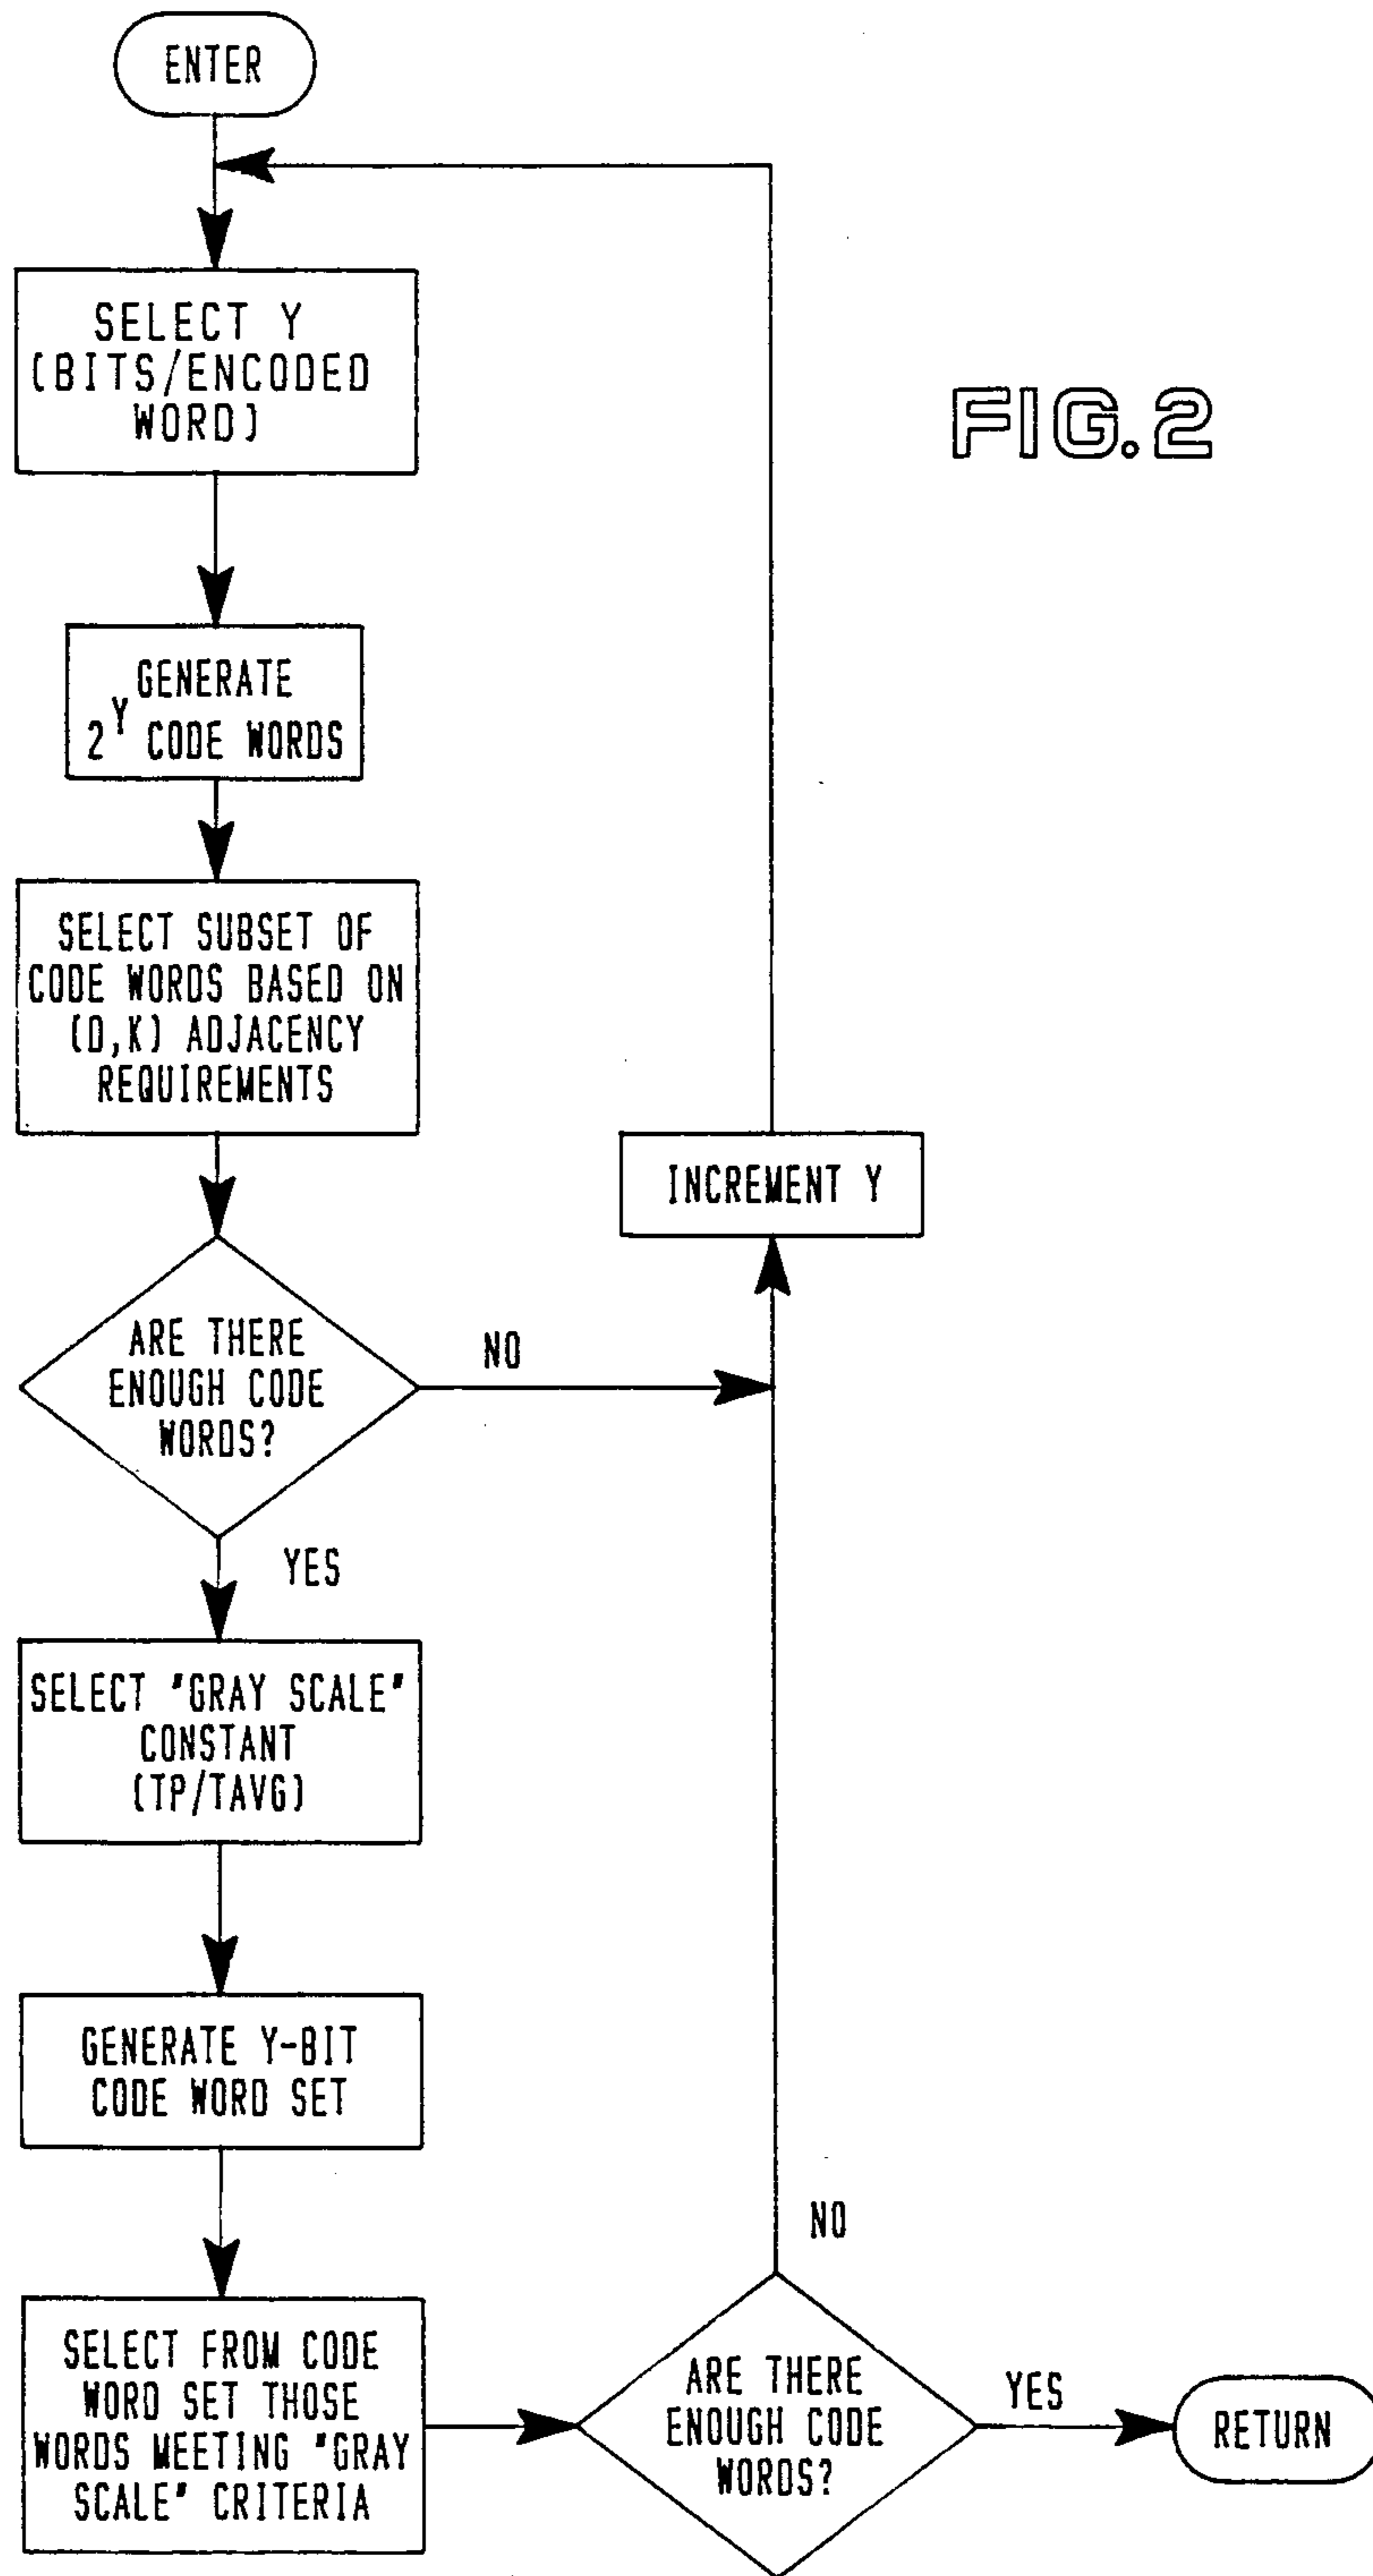 ENTER
SELECT Y
(BITS/ENCODED
WORD)
FIG.2
GENERATE
2^Y CODE WORDS
SELECT SUBSET OF
CODE WORDS BASED ON
(D,K) ADJACENCY
REQUIREMENTS
INCREMENT Y
ARE THERE
ENOUGH CODE
WORDS?
NO
YES
SELECT "GRAY SCALE"
CONSTANT
(TP/TAVG)
GENERATE Y-BIT
CODE WORD SET
SELECT FROM CODE
WORD SET THOSE
WORDS MEETING "GRAY
SCALE" CRITERIA
NO
ARE THERE
ENOUGH CODE
WORDS?
YES
RETURN